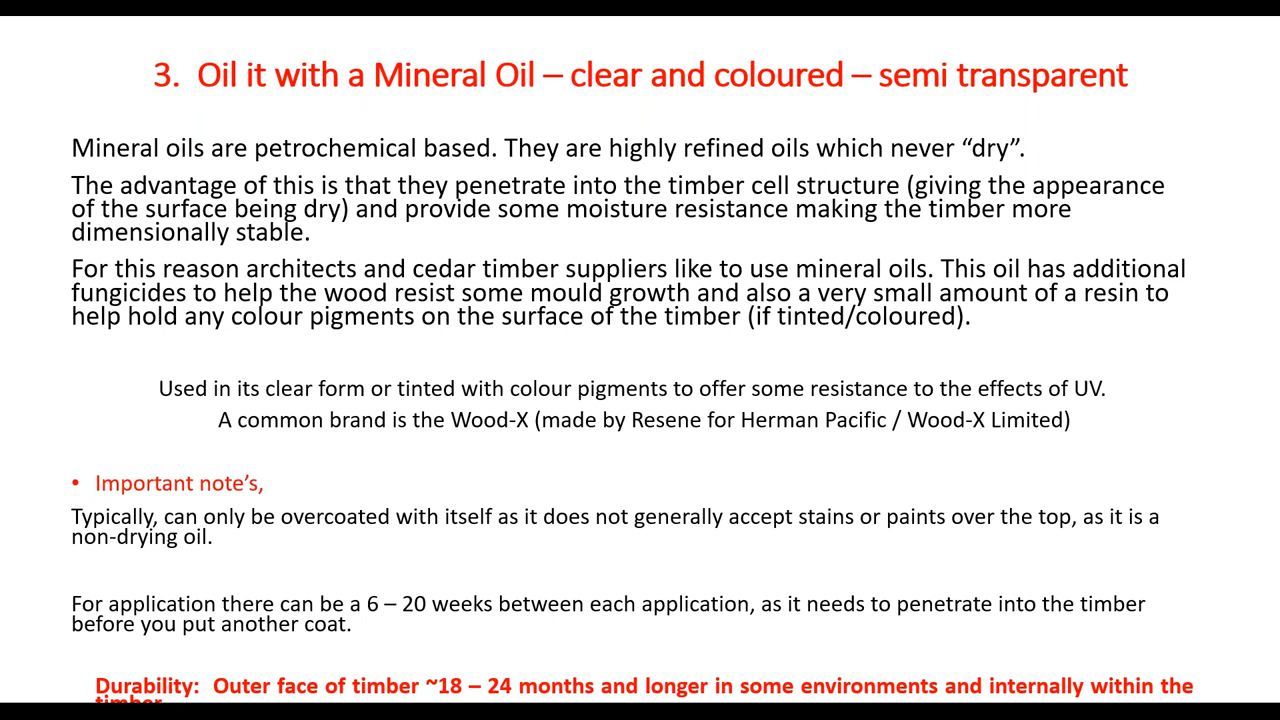 3. Oil it with a Mineral Oil – clear and coloured – semi transparent
Mineral oils are petrochemical based. They are highly refined oils which never “dry”.
The advantage of this is that they penetrate into the timber cell structure (giving the appearance
of the surface being dry) and provide some moisture resistance making the timber more
dimensionally stable.
For this reason architects and cedar timber suppliers like to use mineral oils. This oil has additional
fungicides to help the wood resist some mould growth and also a very small amount of a resin to
help hold any colour pigments on the surface of the timber (if tinted/coloured).
Used in its clear form or tinted with colour pigments to offer some resistance to the effects of UV.
A common brand is the Wood-X (made by Resene for Herman Pacific / Wood-X Limited)
• Important note’s,
Typically, can only be overcoated with itself as it does not generally accept stains or paints over the top, as it is a
non-drying oil.
For application there can be a 6 – 20 weeks between each application, as it needs to penetrate into the timber
before you put another coat.
Durability: Outer face of timber ~18 – 24 months and longer in some environments and internally within the
timber